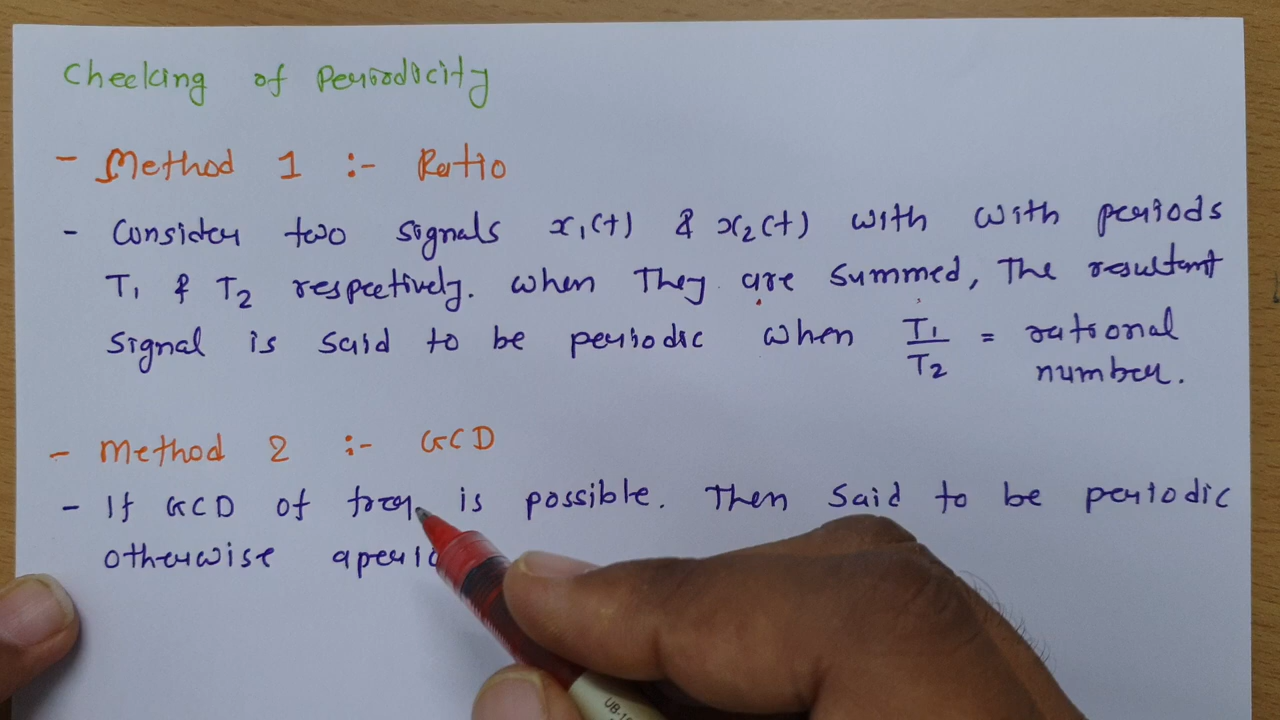 Checking of Periodicity
- Method 1 :- Ratio
- Consider two signals x₁(t) & x₂(t) with with periods
T₁ & T₂ respectively. when They are summed, The resultant
signal is said to be periodic when T₁/T₂ = rational
number.
- Method 2 :- GCD
- If GCD of freq is possible. Then said to be periodic
otherwise
UB-1